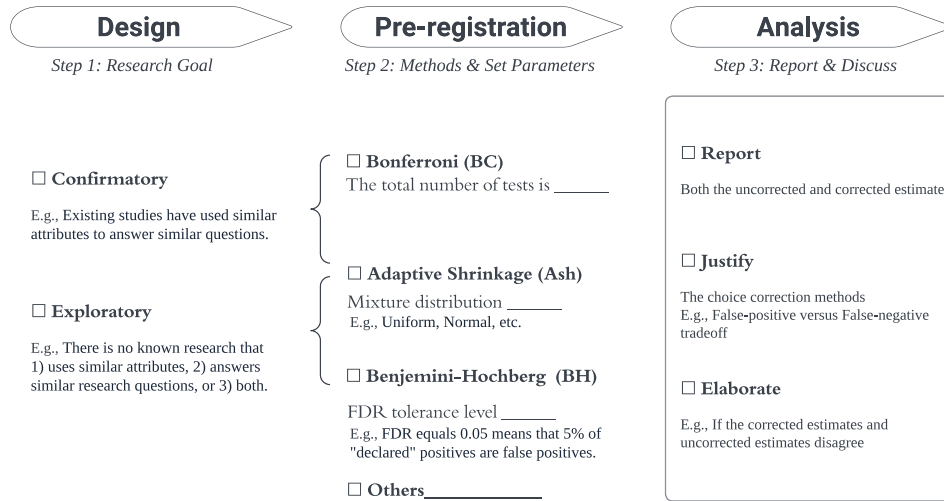 Design
Step 1: Research Goal
☐ Confirmatory
E.g., Existing studies have used similar
attributes to answer similar questions.
☐ Exploratory
E.g., There is no known research that
1) uses similar attributes, 2) answers
similar research questions, or 3) both.
Pre-registration
Step 2: Methods & Set Parameters
☐ Bonferroni (BC)
The total number of tests is ______
☐ Adaptive Shrinkage (Ash)
Mixture distribution ______
E.g., Uniform, Normal, etc.
☐ Benjemini-Hochberg (BH)
FDR tolerance level ______
E.g., FDR equals 0.05 means that 5% of
"declared" positives are false positives.
☐ Others____________
Analysis
Step 3: Report & Discuss
☐ Report
Both the uncorrected and corrected estimate
☐ Justify
The choice correction methods
E.g., False-positive versus False-negative
tradeoff
☐ Elaborate
E.g., If the corrected estimates and
uncorrected estimates disagree